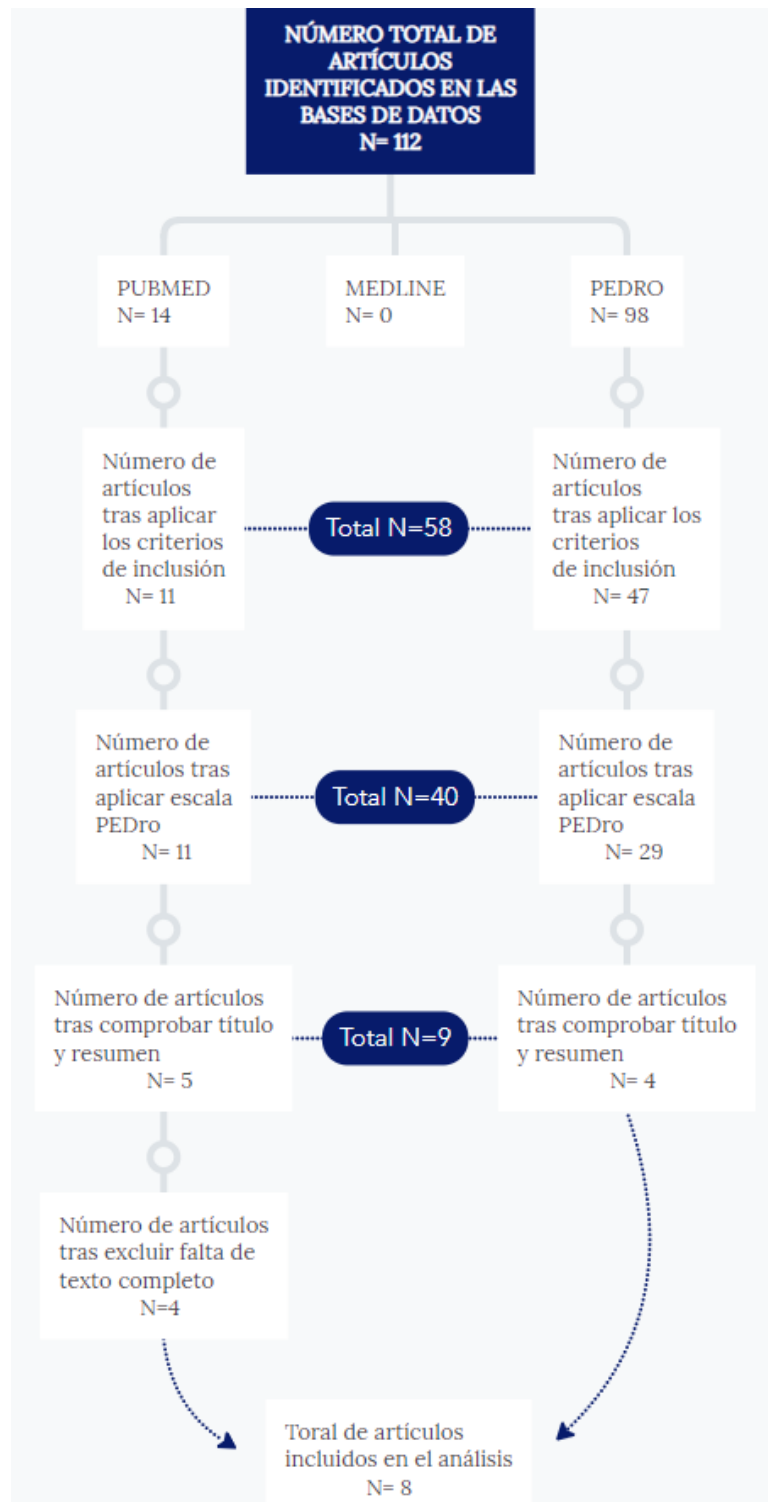 NÚMERO TOTAL DE
ARTÍCULOS
IDENTIFICADOS EN LAS
BASES DE DATOS
N= 112
PUBMED
N= 14
MEDLINE
N= 0
PEDRO
N= 98
Número de
artículos
tras aplicar
los criterios
de inclusión
N= 11
Total N=58
Número de
artículos
tras aplicar los
criterios
de inclusión
N= 47
Número de
artículos tras
aplicar escala
PEDro
N= 11
Total N=40
Número de
artículos tras
aplicar escala
PEDro
N= 29
Número de artículos
tras comprobar título
y resumen
N= 5
Total N=9
Número de artículos
tras comprobar título
y resumen
N= 4
Número de artículos
tras excluir falta de
texto completo
N=4
Toral de artículos
incluidos en el análisis
N= 8